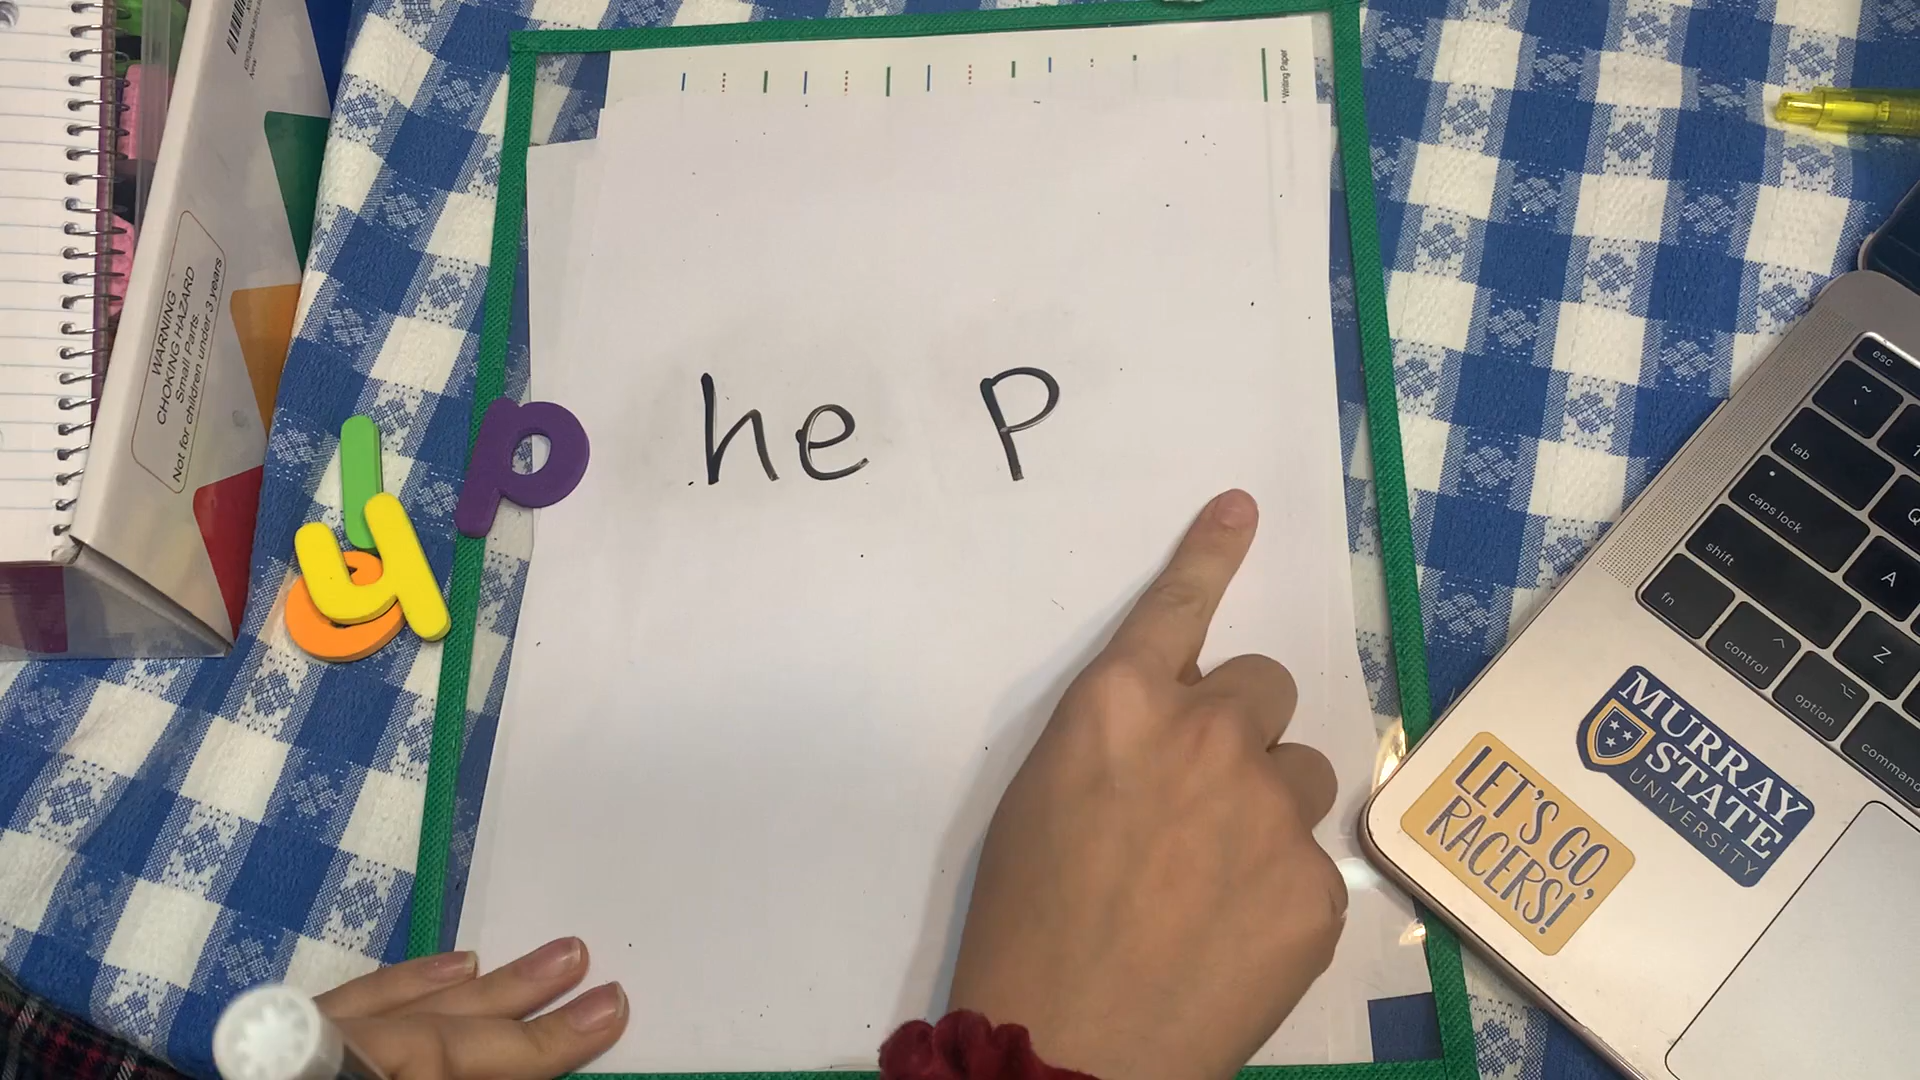 he p
WARNING
CHOKING HAZARD
Small Parts.
Not for children under 3 years
Writing Paper
p
l
h
e
esc
~
`
tab
caps lock
Q
shift
A
fn
control
Z
option
command
MURRAY
STATE
UNIVERSITY
LET'S GO,
RACERS!